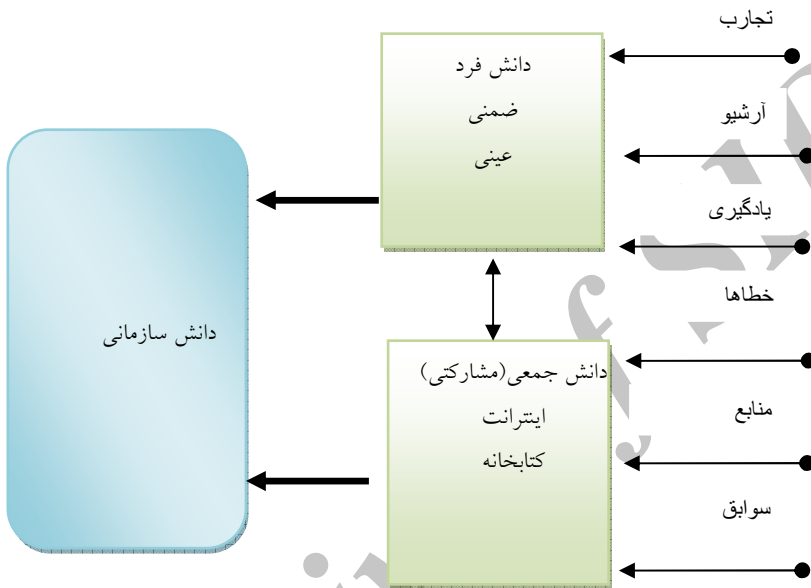 تجارب
آرشیو
یادگیری
خطاها
منابع
سوابق
دانش فرد
ضمنی
عینی
دانش جمعی(مشارکتی)
اینترانت
کتابخانه
دانش سازمانی